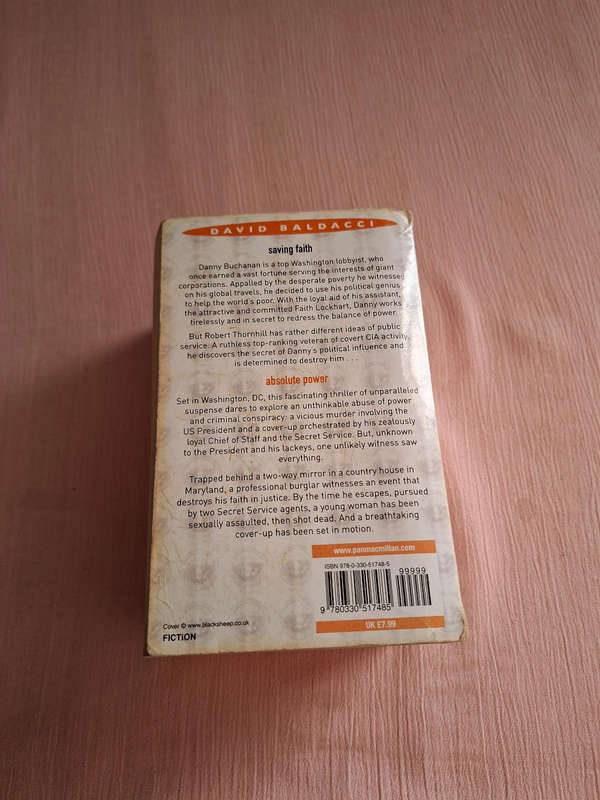 DAVID BALDACCI
saving faith
Danny Buchanan is a top Washington lobbyist, who
once earned a vast fortune serving the interests of giant
corporations. Appalled by the desperate poverty he witnesses
on his global travels, he decided to use his political genius
to help the world's poor. With the loyal aid of his assistant,
the attractive and committed Faith Lockhart, Danny works
tirelessly and in secret to redress the balance of power.
But Robert Thornhill has rather different ideas of public
service. A ruthless top-ranking veteran of covert CIA activity,
he discovers the secret of Danny's political influence and
is determined to destroy him . . .
absolute power
Set in Washington, DC, this fascinating thriller of unparalleled
suspense dares to explore an unthinkable abuse of power
and criminal conspiracy: a vicious murder involving the
US President and a cover-up orchestrated by his zealously
loyal Chief of Staff and the Secret Service. But, unknown
to the President and his lackeys, one unlikely witness saw
everything.
Trapped behind a two-way mirror in a country house in
Maryland, a professional burglar witnesses an event that
destroys his faith in justice. By the time he escapes, pursued
by two Secret Service agents, a young woman has been
sexually assaulted, then shot dead. And a breathtaking
cover-up has been set in motion.
www.panmacmillan.com
ISBN 978-0-330-51748-5
99999
9 780330 517485
UK £7.99
Cover © www.blacksheep.co.uk
FICTION